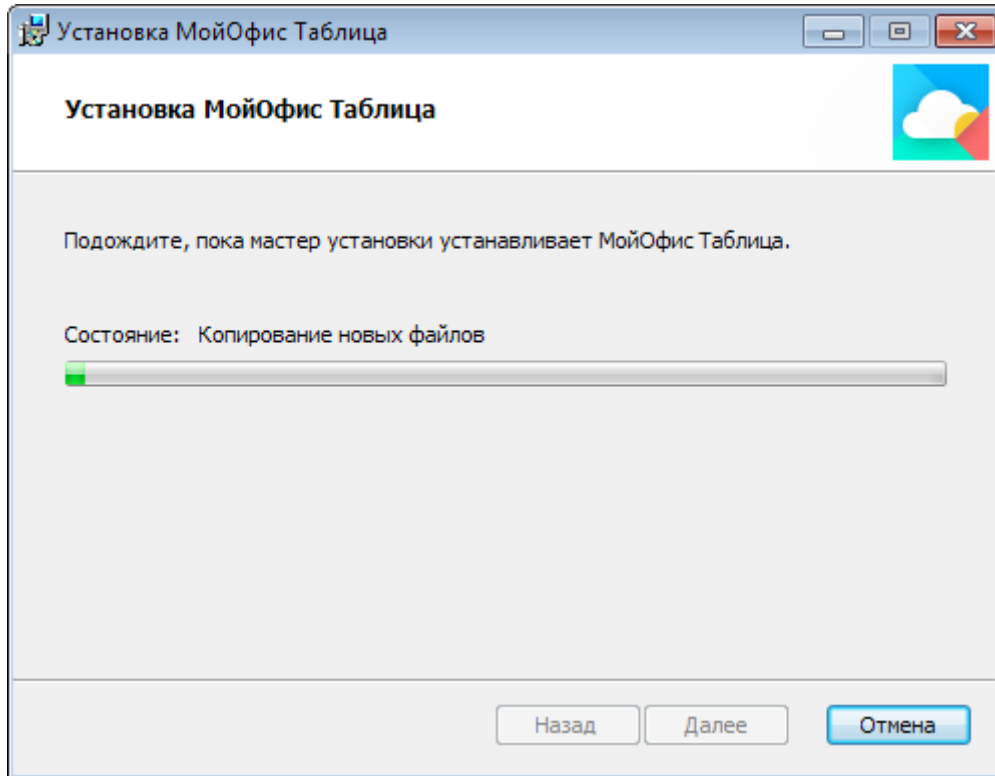 Установка МойОфис Таблица
Установка МойОфис Таблица
Подождите, пока мастер установки устанавливает МойОфис Таблица.
Состояние: Копирование новых файлов
Назад Далее Отмена